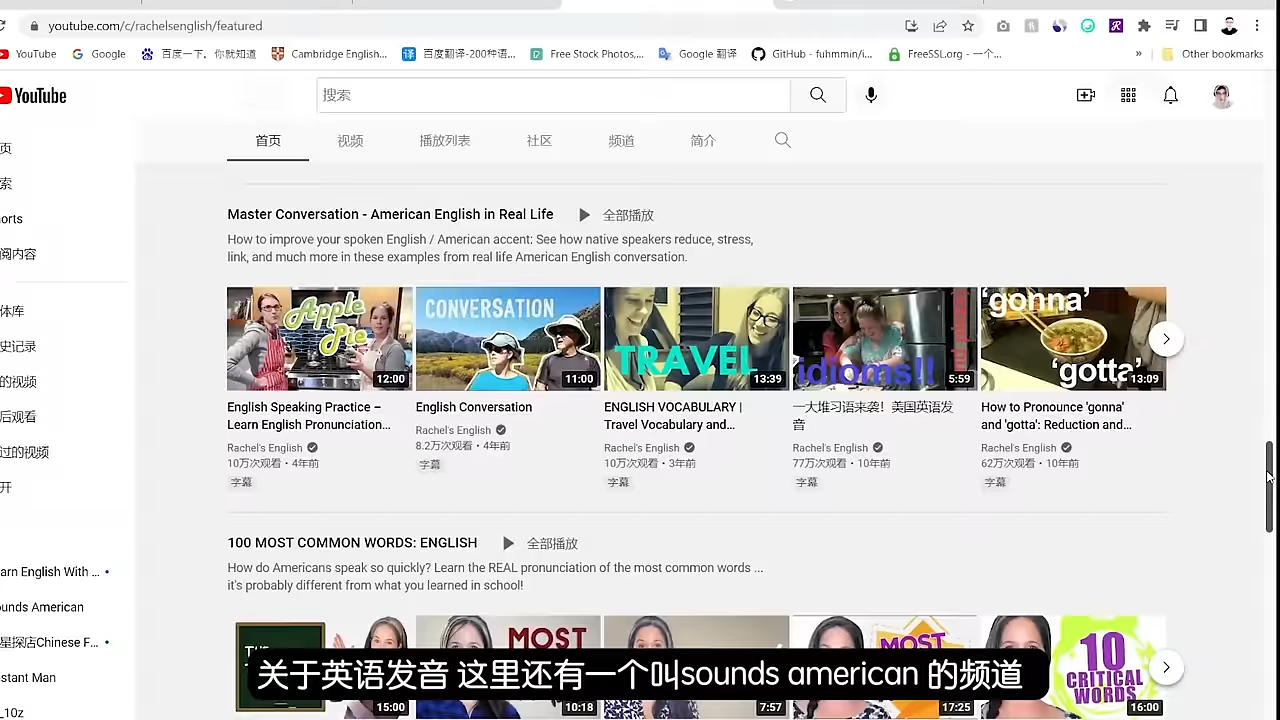 youtube.com/c/rachelsenglish/featured
YouTube
Google
百度一下，你就知道
Cambridge English...
百度翻译-200种语...
Free Stock Photos,...
Google 翻译
GitHub - fuhmmin/i...
FreeSSL.org - 一个...
»
Other bookmarks
YouTube
搜索
首页
视频
播放列表
社区
频道
简介
页
索
orts
阅内容
体库
史记录
的视频
后观看
过的视频
开
arn English With ...
unds American
星探店Chinese F...
stant Man
_10z
Master Conversation - American English in Real Life
全部播放
How to improve your spoken English / American accent: See how native speakers reduce, stress,
link, and much more in these examples from real life American English conversation.
Apple
Pie
12:00
CONVERSATION
11:00
TRAVEL
13:39
idioms!!
5:59
'gonna'
'gotta'
13:09
English Speaking Practice –
Learn English Pronunciation...
Rachel's English
10万次观看・4年前
字幕
English Conversation
Rachel's English
8.2万次观看・4年前
字幕
ENGLISH VOCABULARY |
Travel Vocabulary and...
Rachel's English
10万次观看・3年前
字幕
一大堆习语来袭！美国英语发
音
Rachel's English
77万次观看・10年前
字幕
How to Pronounce 'gonna'
and 'gotta': Reduction and...
Rachel's English
62万次观看・10年前
字幕
100 MOST COMMON WORDS: ENGLISH
全部播放
How do Americans speak so quickly? Learn the REAL pronunciation of the most common words ...
it's probably different from what you learned in school!
15:00
MOST
10:18
7:57
MOST
17:25
10
CRITICAL
WORDS
16:00
关于英语发音 这里还有一个叫sounds american 的频道